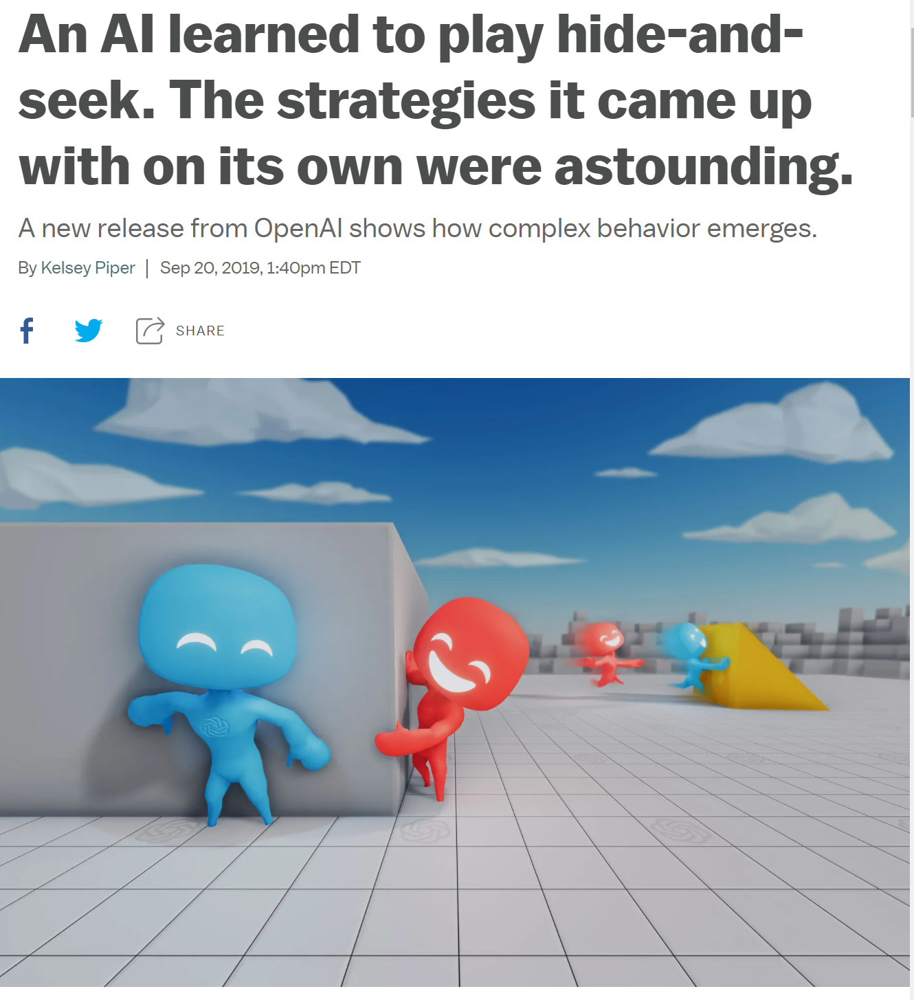 An AI learned to play hide-and-
seek. The strategies it came up
with on its own were astounding.
A new release from OpenAI shows how complex behavior emerges.
By Kelsey Piper | Sep 20, 2019, 1:40pm EDT
SHARE